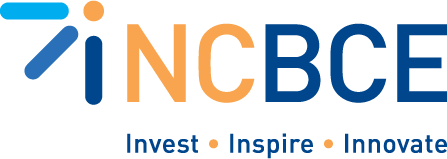 NCBCE
Invest • Inspire • Innovate